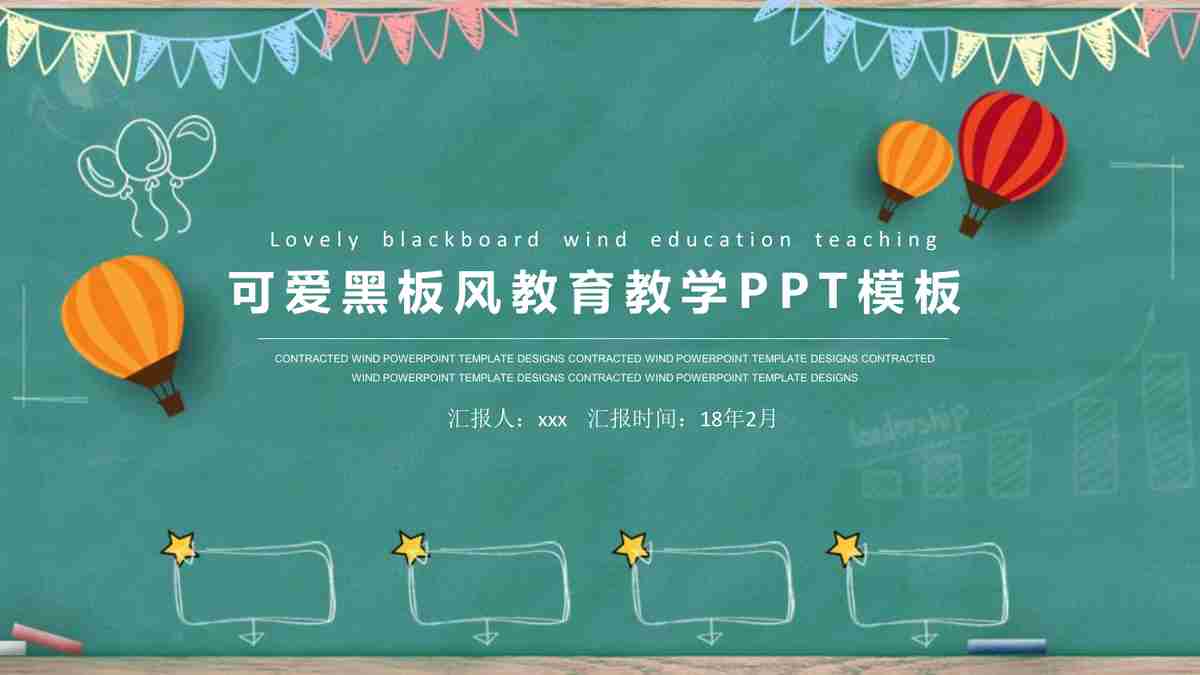 Lovely blackboard wind education teaching
可爱黑板风教育教学PPT模板
CONTRACTED WIND POWERPOINT TEMPLATE DESIGNS CONTRACTED WIND POWERPOINT TEMPLATE DESIGNS CONTRACTED
WIND POWERPOINT TEMPLATE DESIGNS CONTRACTED WIND POWERPOINT TEMPLATE DESIGNS
汇报人：xxx 汇报时间：18年2月
leadership